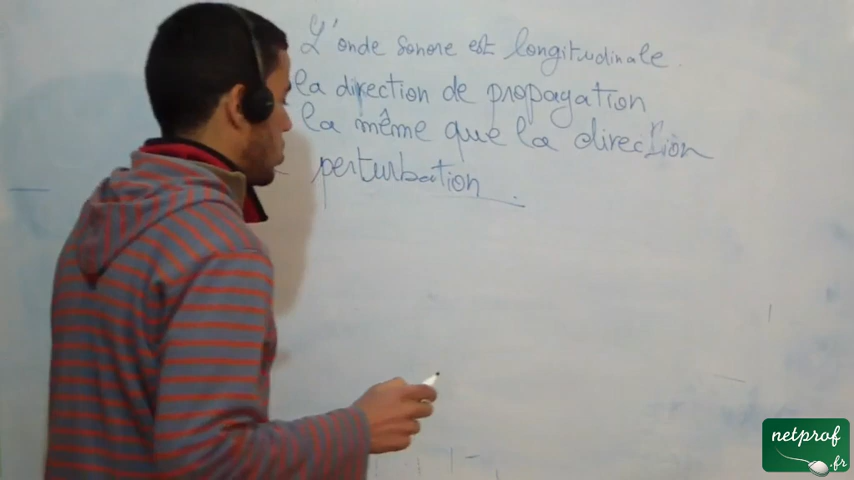 L'onde sonore est longitudinale.
la direction de propagation
la même que la direction
perturbation.
netprof
.fr